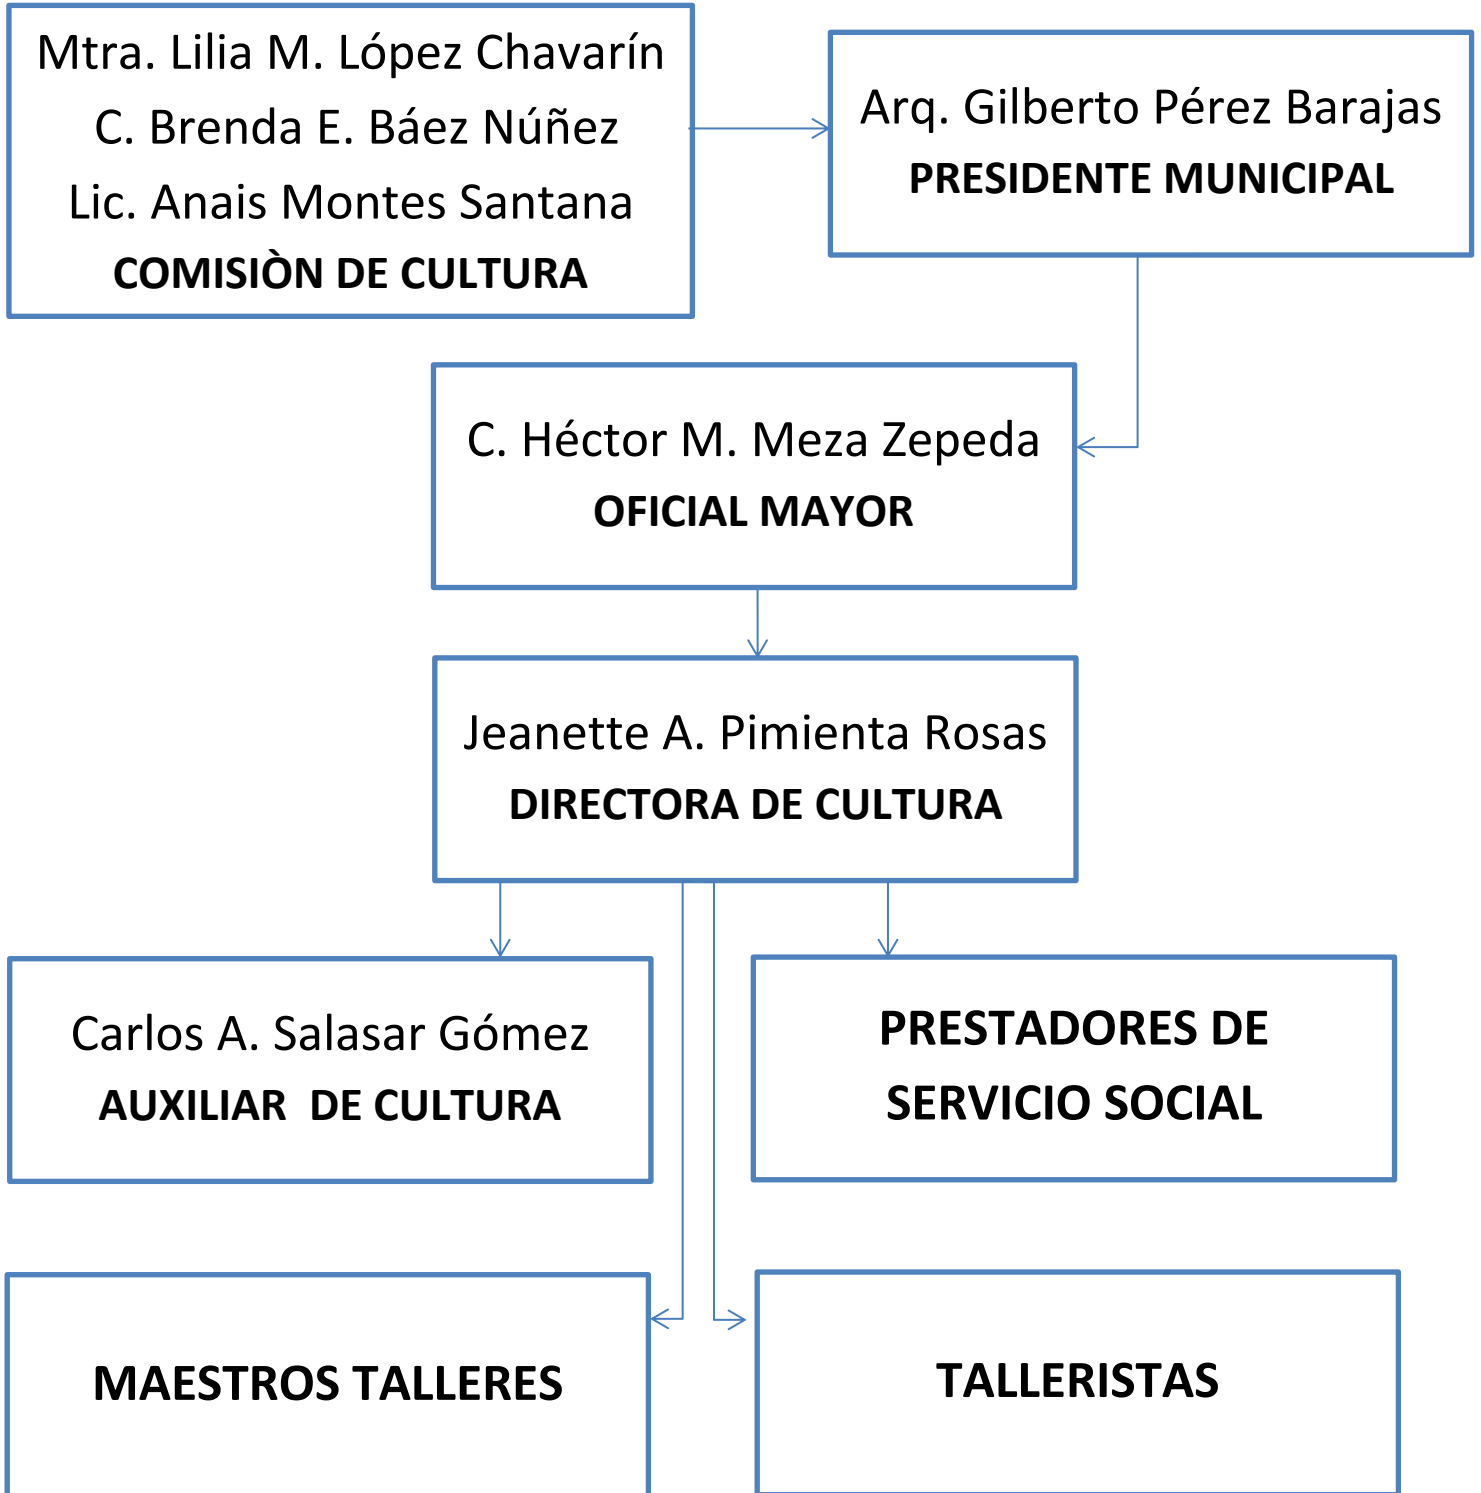 Mtra. Lilia M. López Chavarín
C. Brenda E. Báez Núñez
Lic. Anais Montes Santana
COMISIÒN DE CULTURA
Arq. Gilberto Pérez Barajas
PRESIDENTE MUNICIPAL
C. Héctor M. Meza Zepeda
OFICIAL MAYOR
Jeanette A. Pimienta Rosas
DIRECTORA DE CULTURA
Carlos A. Salasar Gómez
AUXILIAR  DE CULTURA
PRESTADORES DE
SERVICIO SOCIAL
MAESTROS TALLERES
TALLERISTAS